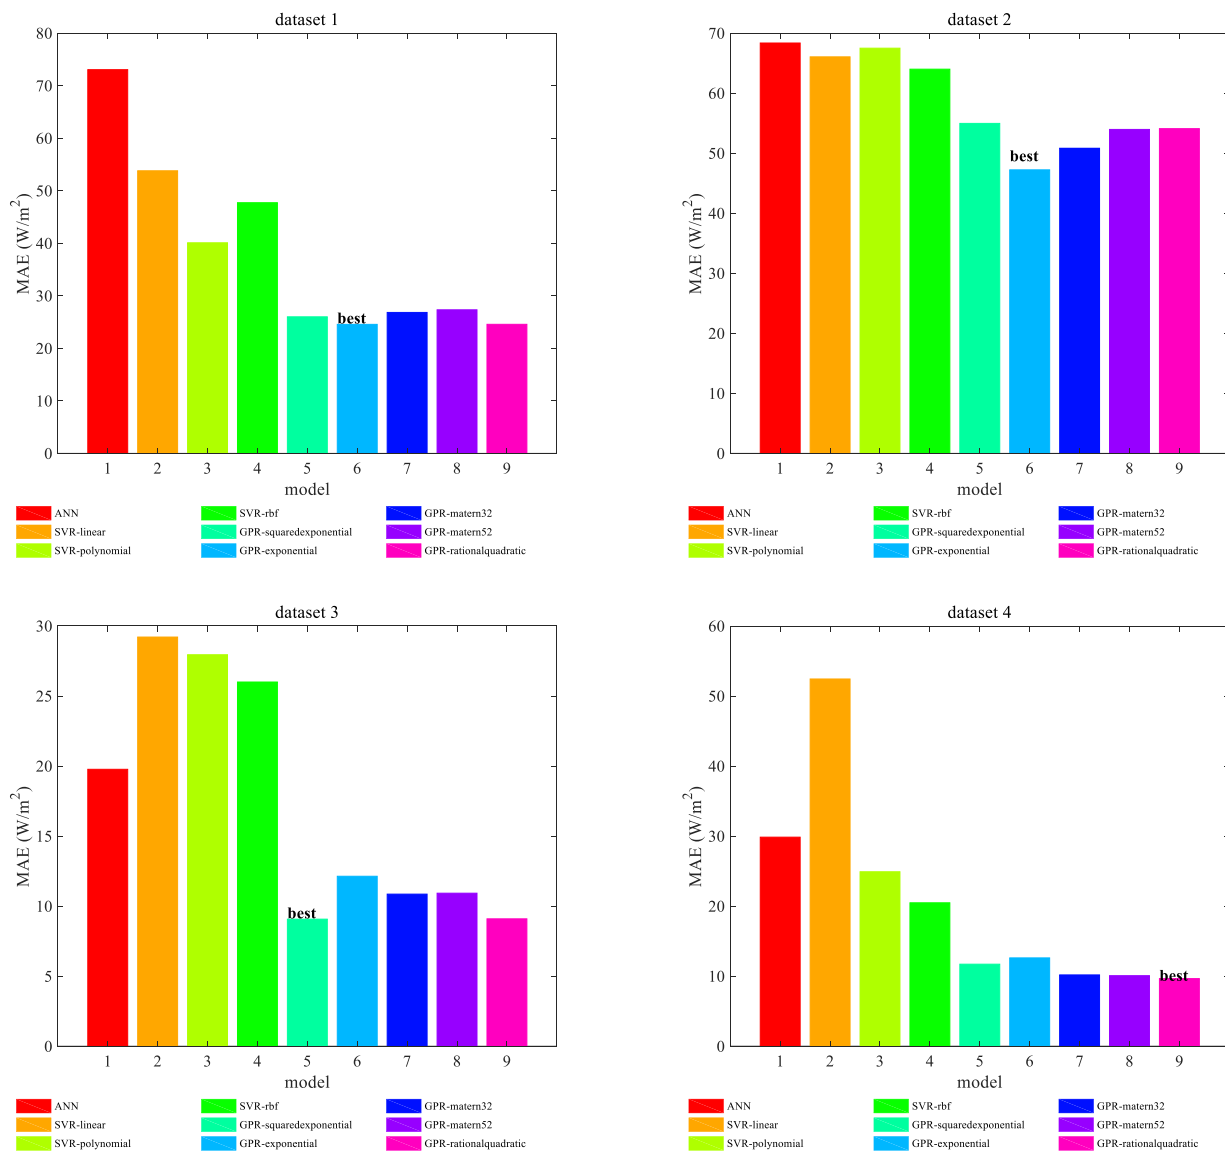 dataset 1
80
70
60
50
40
30
20
10
0
MAE (W/m²)
best
1 2 3 4 5 6 7 8 9
model
ANN SVR-rbf GPR-matern32
SVR-linear GPR-squaredexponential GPR-matern52
SVR-polynomial GPR-exponential GPR-rationalquadratic
dataset 2
70
60
50
40
30
20
10
0
MAE (W/m²)
best
1 2 3 4 5 6 7 8 9
model
ANN SVR-rbf GPR-matern32
SVR-linear GPR-squaredexponential GPR-matern52
SVR-polynomial GPR-exponential GPR-rationalquadratic
dataset 3
30
25
20
15
10
5
0
MAE (W/m²)
best
1 2 3 4 5 6 7 8 9
model
ANN SVR-rbf GPR-matern32
SVR-linear GPR-squaredexponential GPR-matern52
SVR-polynomial GPR-exponential GPR-rationalquadratic
dataset 4
60
50
40
30
20
10
0
MAE (W/m²)
best
1 2 3 4 5 6 7 8 9
model
ANN SVR-rbf GPR-matern32
SVR-linear GPR-squaredexponential GPR-matern52
SVR-polynomial GPR-exponential GPR-rationalquadratic